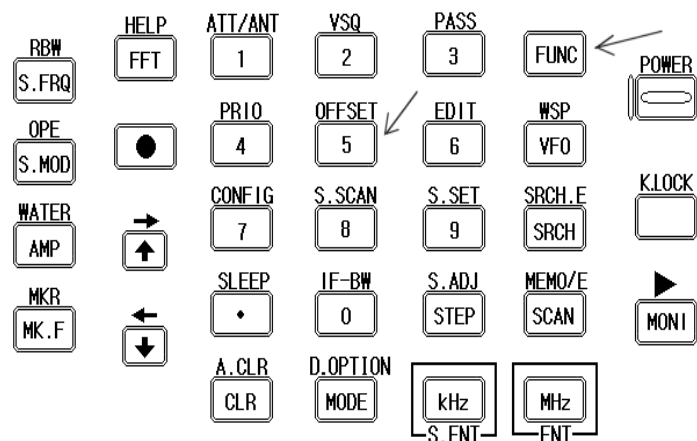 HELP ATT/ANT VSQ PASS
RBW FFT 1 2 3 FUNC POWER
S.FRQ
PRIO OFFSET EDIT WSP
OPE 4 5 6 VFO
S.MOD
CONFIG S.SCAN S.SET SRCH.E K.LOCK
WATER 7 8 9 SRCH
AMP
SLEEP IF-BW S.ADJ MEMO/E
MKR . 0 STEP SCAN MONI
MK.F
A.CLR D.OPTION
CLR MODE kHz MHz
S.ENT ENT